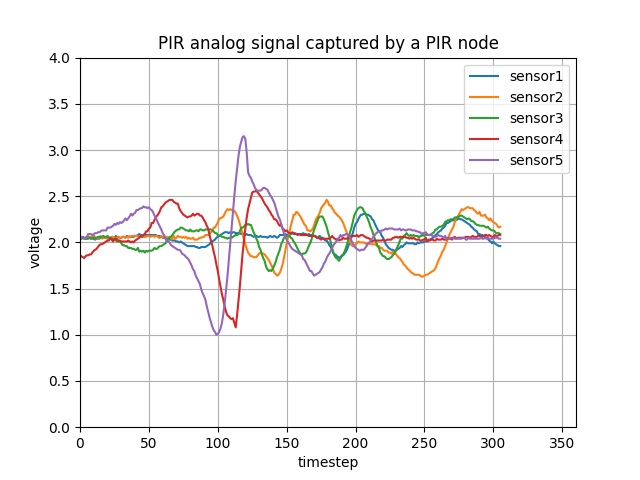 PIR analog signal captured by a PIR node
4.0
3.5
3.0
2.5
2.0
1.5
1.0
0.5
0.0
voltage
sensor1
sensor2
sensor3
sensor4
sensor5
0 50 100 150 200 250 300 350
timestep